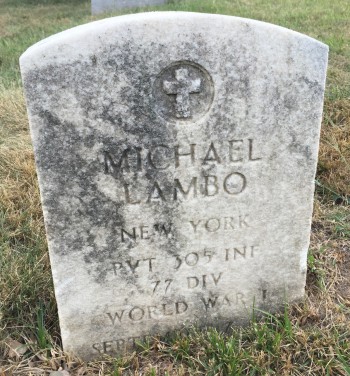 MICHAEL
LAMBO
NEW YORK
PVT 305 INF
77 DIV
WORLD WAR I